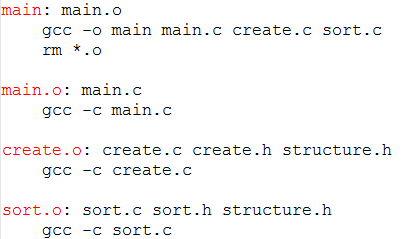 main: main.o
    gcc -o main main.c create.c sort.c
    rm *.o
main.o: main.c
    gcc -c main.c
create.o: create.c create.h structure.h
    gcc -c create.c
sort.o: sort.c sort.h structure.h
    gcc -c sort.c